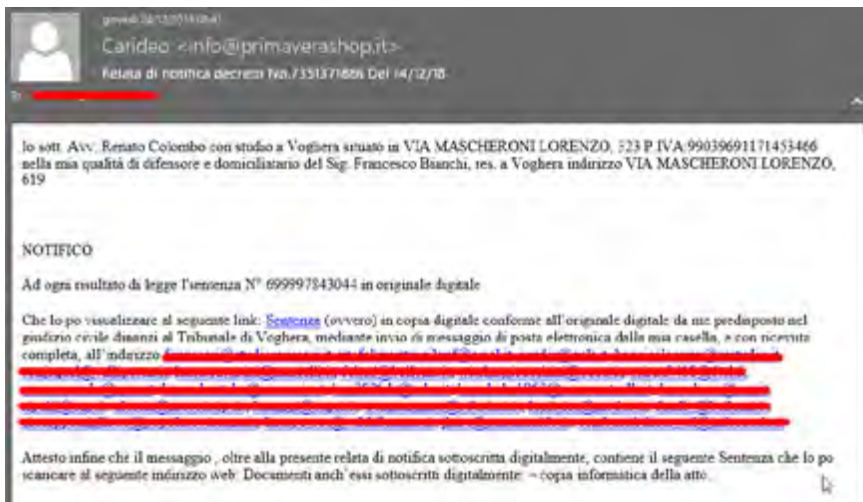 Carideo <info@primaverashop.it>
Relata di notifica decreti No.7351371866 Del 14/12/18
Io sott. Avv. Renato Colombo con studio a Voghera situato in VIA MASCHERONI LORENZO, 523 P.IVA:99039691171453466
nella mia qualità di difensore e domiciliatario del Sig. Francesco Bianchi, res. a Voghera indirizzo VIA MASCHERONI LORENZO,
619
NOTIFICO
Ad ogni risultato di legge l'sentenza N° 699997843044 in originale digitale
Che lo po visualizzare al seguente link: Sentenza (ovvero) in copia digitale conforme all'originale digitale da me predisposto nel
giudizio civile dinanzi al Tribunale di Voghera, mediante invio di messaggio di posta elettronica dalla mia casella, e con ricevuta
completa, all'indirizzo
Attesto infine che il messaggio , oltre alla presente relata di notifica sottoscritta digitalmente, contiene il seguente Sentenza che lo po
scaricare al seguente indirizzo web: Documenti anch'essi sottoscritti digitalmente: – copia informatica della atto.